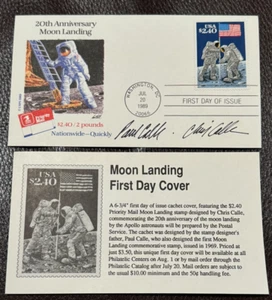 20th Anniversary
Moon Landing
$2.40 - 2 pounds
Nationwide-Quickly
WASHINGTON, DC
JUL
20
1989
20066
FIRST DAY OF ISSUE
USA
$2.40
Paul Calle
Chris Calle
USA
$2.40
Moon Landing
First Day Cover
A 6-3/4" first day of issue cachet cover, featuring the $2.40
Priority Mail Moon Landing stamp designed by Chris Calle,
commemorating the 20th anniversary of the moon landing
by the Apollo astronauts will be prepared by the Postal
Service. The cachet was designed by the stamp designer's
father, Paul Calle, who also designed the first Moon
Landing commemorative stamp, issued in 1969. Priced at
just $3.50, this unique first day cover will be available at all
Philatelic Centers on Aug. 1 or by mail order through the
Philatelic Catalog after July 20. Mail orders are subject to
the usual $10.00 minimum and the 50¢ handling fee.